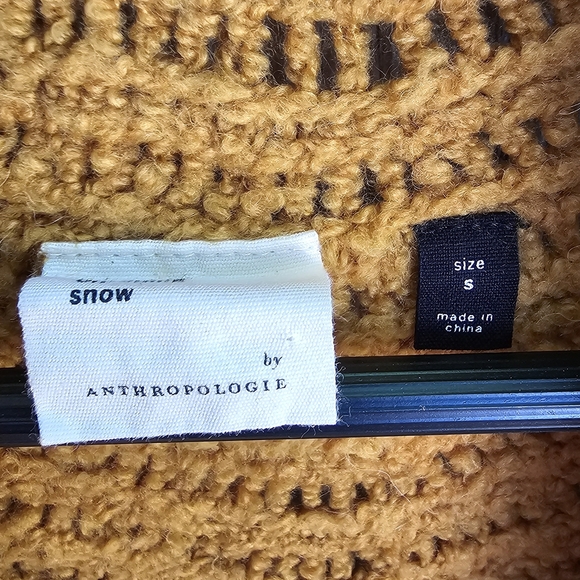 snow
by
ANTHROPOLOGIE
size
s
made in
china